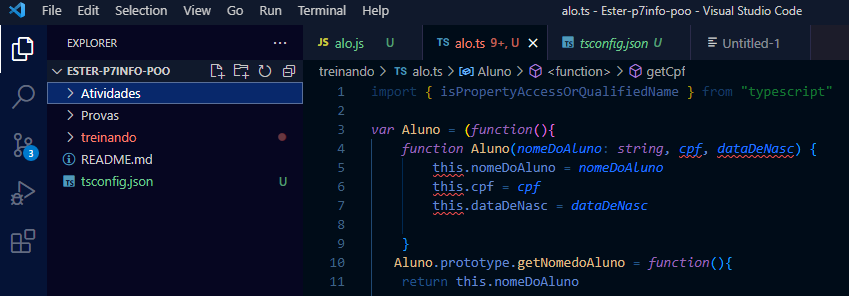 File Edit Selection View Go Run Terminal Help alo.ts - Ester-p7info-poo - Visual Studio Code
EXPLORER ...
ESTER-P7INFO-POO
Atividades
Provas
treinando
README.md
TS tsconfig.json U
3
JS alo.js U
TS alo.ts 9+, U
TS tsconfig.json U
Untitled-1
treinando > TS alo.ts > Aluno > <function> > getCpf
1 import { isPropertyAccessOrQualifiedName } from "typescript"
2
3 var Aluno = (function(){
4 function Aluno(nomeDoAluno: string, cpf, dataDeNasc) {
5 this.nomeDoAluno = nomeDoAluno
6 this.cpf = cpf
7 this.dataDeNasc = dataDeNasc
8
9 }
10 Aluno.prototype.getNomedoAluno = function(){
11 return this.nomeDoAluno